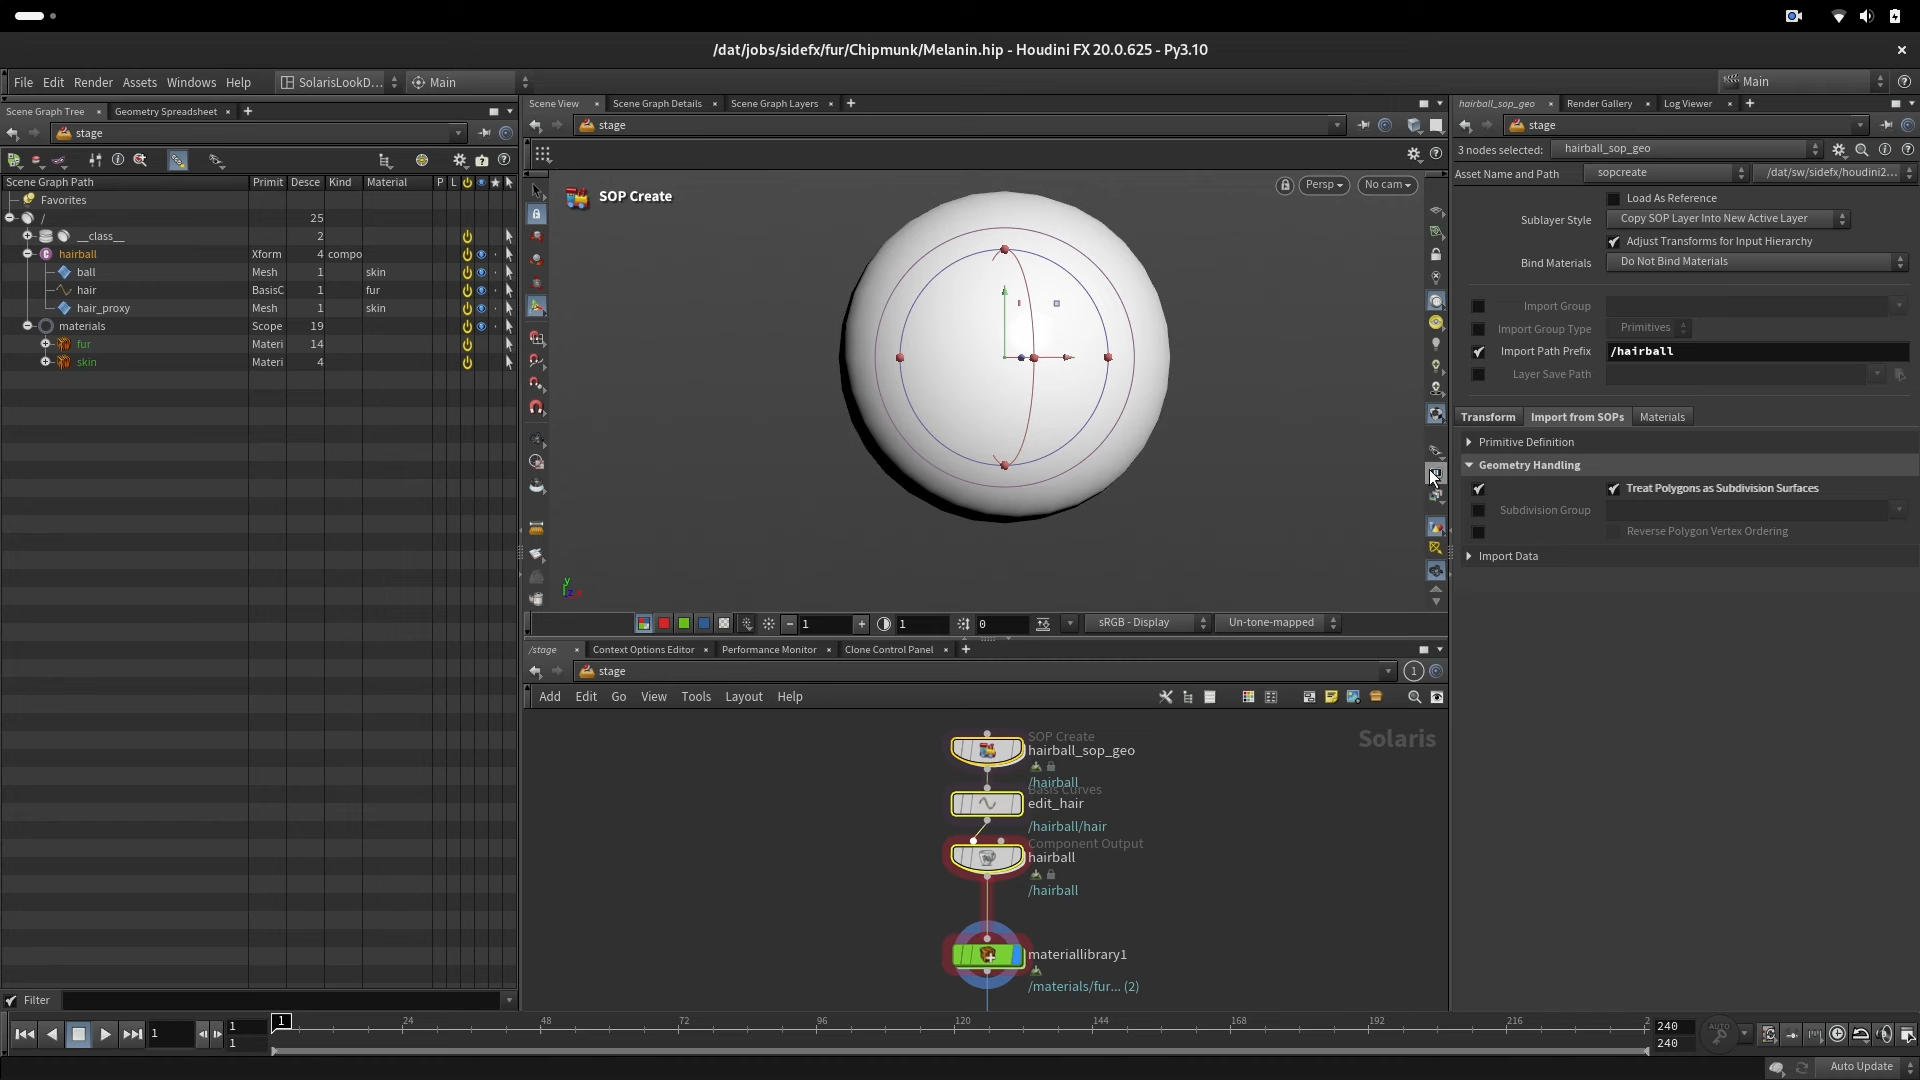 /dat/jobs/sidefx/fur/Chipmunk/Melanin.hip - Houdini FX 20.0.625 - Py3.10
File Edit Render Assets Windows Help SolarisLookD... Main Main
Scene Graph Tree Geometry Spreadsheet
stage
Scene Graph Path Primit Desce Kind Material P L
Favorites
/ 25
__class__ 2
hairball Xform 4 compo
ball Mesh 1 skin
hair BasisC 1 fur
hair_proxy Mesh 1 skin
materials Scope 19
fur Materi 14
skin Materi 4
Filter
Scene View Scene Graph Details Scene Graph Layers
stage
SOP Create
Persp No cam
y
1 1 0 sRGB - Display Un-tone-mapped
/stage Context Options Editor Performance Monitor Clone Control Panel
stage 1
Add Edit Go View Tools Layout Help
Solaris
SOP Create
hairball_sop_geo
/hairball
Basis Curves
edit_hair
/hairball/hair
Component Output
hairball
/hairball
materiallibrary1
/materials/fur... (2)
hairball_sop_geo Render Gallery Log Viewer
stage
3 nodes selected: hairball_sop_geo
Asset Name and Path sopcreate /dat/sw/sidefx/houdini2...
Load As Reference
Sublayer Style Copy SOP Layer Into New Active Layer
Adjust Transforms for Input Hierarchy
Bind Materials Do Not Bind Materials
Import Group
Import Group Type Primitives
Import Path Prefix /hairball
Layer Save Path
Transform Import from SOPs Materials
Primitive Definition
Geometry Handling
Treat Polygons as Subdivision Surfaces
Subdivision Group
Reverse Polygon Vertex Ordering
Import Data
1 1 1 1 24 48 72 96 120 144 168 192 216 2 240 240
AUTO
Auto Update